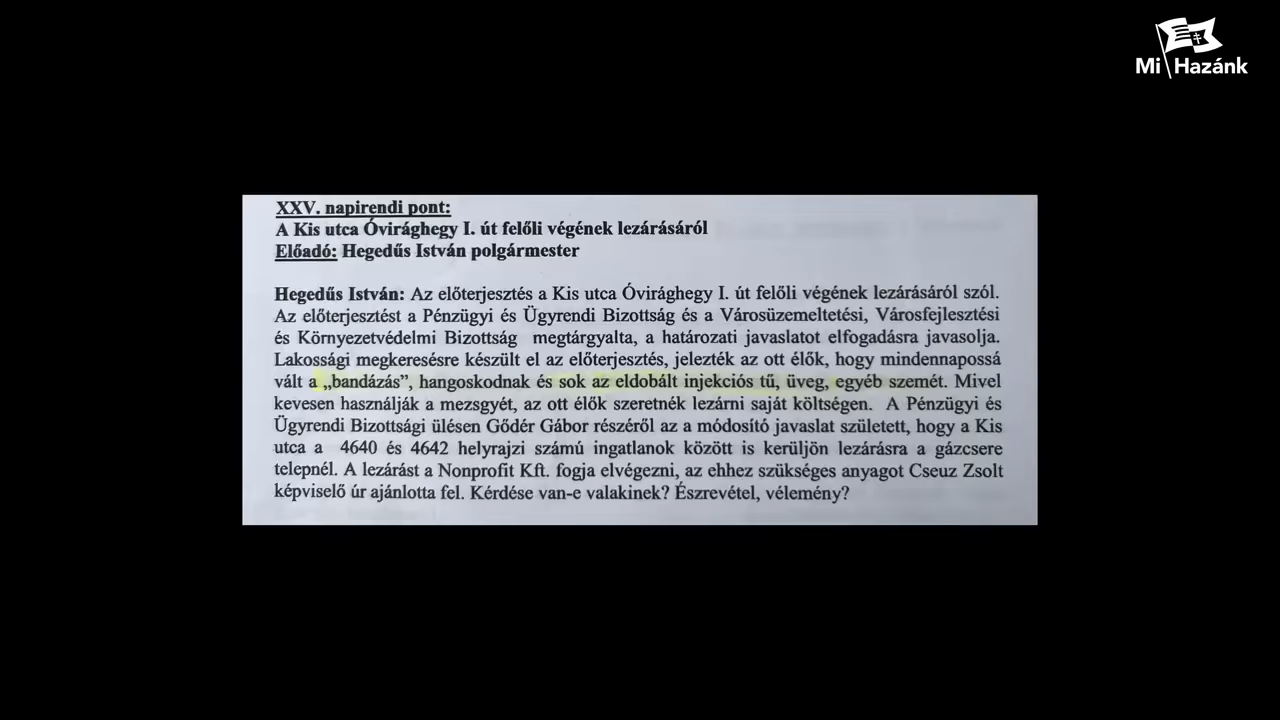 Mi Hazánk
XXV. napirendi pont:
A Kis utca Óvirághegy I. út felőli végének lezárásáról
Előadó: Hegedűs István polgármester
Hegedűs István: Az előterjesztés a Kis utca Óvirághegy I. út felőli végének lezárásáról szól.
Az előterjesztést a Pénzügyi és Ügyrendi Bizottság és a Városüzemeltetési, Városfejlesztési
és Környezetvédelmi Bizottság megtárgyalta, a határozati javaslatot elfogadásra javasolja.
Lakossági megkeresésre készült el az előterjesztés, jelezték az ott élők, hogy mindennapossá
vált a „bandázás”, hangoskodnak és sok az eldobált injekciós tű, üveg, egyéb szemét. Mivel
kevesen használják a mezsgyét, az ott élők szeretnék lezárni saját költségen. A Pénzügyi és
Ügyrendi Bizottsági ülésen Gődér Gábor részéről az a módosító javaslat született, hogy a Kis
utca a 4640 és 4642 helyrajzi számú ingatlanok között is kerüljön lezárásra a gázcsere
telepnél. A lezárást a Nonprofit Kft. fogja elvégezni, az ehhez szükséges anyagot Cseuz Zsolt
képviselő úr ajánlotta fel. Kérdése van-e valakinek? Észrevétel, vélemény?